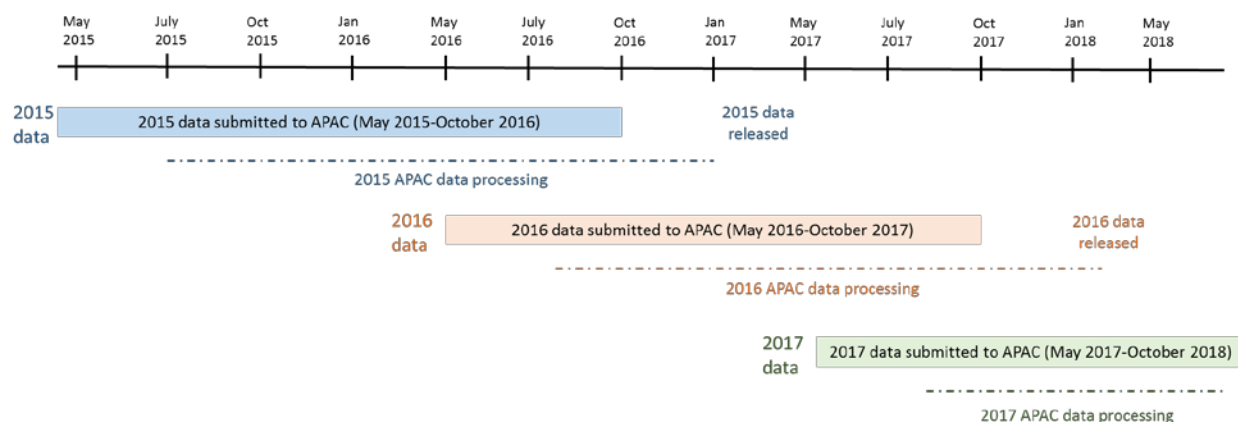 May July Oct Jan May July Oct Jan May July Oct Jan May
2015 2015 2015 2016 2016 2016 2016 2017 2017 2017 2017 2018 2018
2015
data
2015 data submitted to APAC (May 2015-October 2016)
2015 data
released
2015 APAC data processing
2016
data
2016 data submitted to APAC (May 2016-October 2017)
2016 data
released
2016 APAC data processing
2017
data
2017 data submitted to APAC (May 2017-October 2018)
2017 APAC data processing